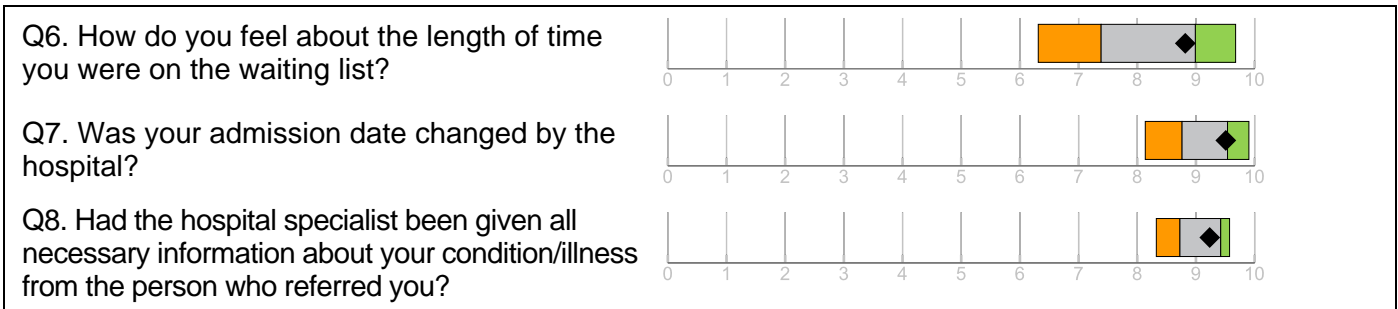 Q6. How do you feel about the length of time
you were on the waiting list?
0 1 2 3 4 5 6 7 8 9 10
Q7. Was your admission date changed by the
hospital?
0 1 2 3 4 5 6 7 8 9 10
Q8. Had the hospital specialist been given all
necessary information about your condition/illness
from the person who referred you?
0 1 2 3 4 5 6 7 8 9 10